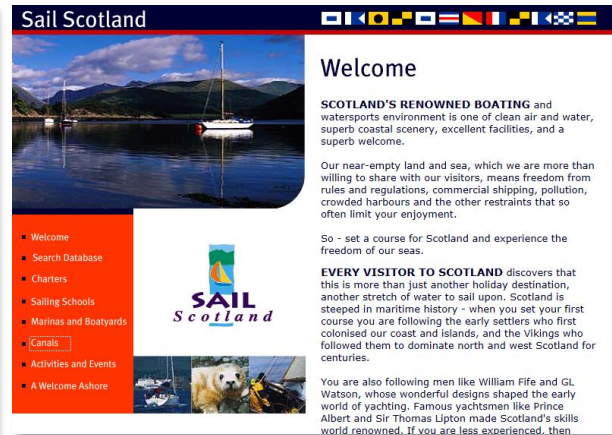 Sail Scotland
Welcome
SCOTLAND'S RENOWNED BOATING and
watersports environment is one of clean air and water,
superb coastal scenery, excellent facilities, and a
superb welcome.
Our near-empty land and sea, which we are more than
willing to share with our visitors, means freedom from
rules and regulations, commercial shipping, pollution,
crowded harbours and the other restraints that so
often limit your enjoyment.
So - set a course for Scotland and experience the
freedom of our seas.
EVERY VISITOR TO SCOTLAND discovers that
this is more than just another holiday destination,
another stretch of water to sail upon. Scotland is
steeped in maritime history - when you set your first
course you are following the early settlers who first
colonised our coast and islands, and the Vikings who
followed them to dominate north and west Scotland for
centuries.
You are also following men like William Fife and GL
Watson, whose wonderful designs shaped the early
world of yachting. Famous yachtsmen like Prince
Albert and Sir Thomas Lipton made Scotland's skills
world renowned. If you are less experienced, then
Welcome
Search Database
Charters
Sailing Schools
Marinas and Boatyards
Canals
Activities and Events
A Welcome Ashore
SAIL
Scotland